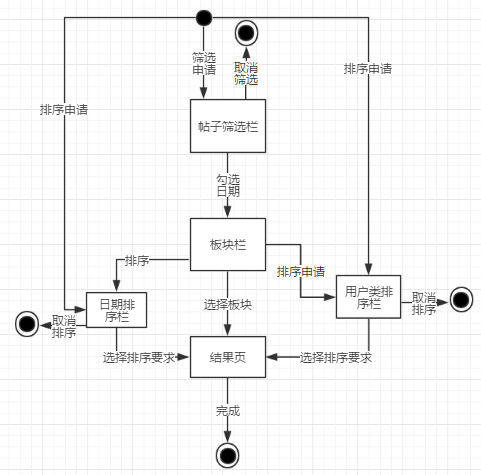 筛选
申请
取消
筛选
排序申请
排序申请
帖子筛选栏
勾选
日期
板块栏
排序
排序申请
日期排
序栏
选择板块
用户类排
序栏
取消
排序
取消
排序
选择排序要求
结果页
选择排序要求
完成